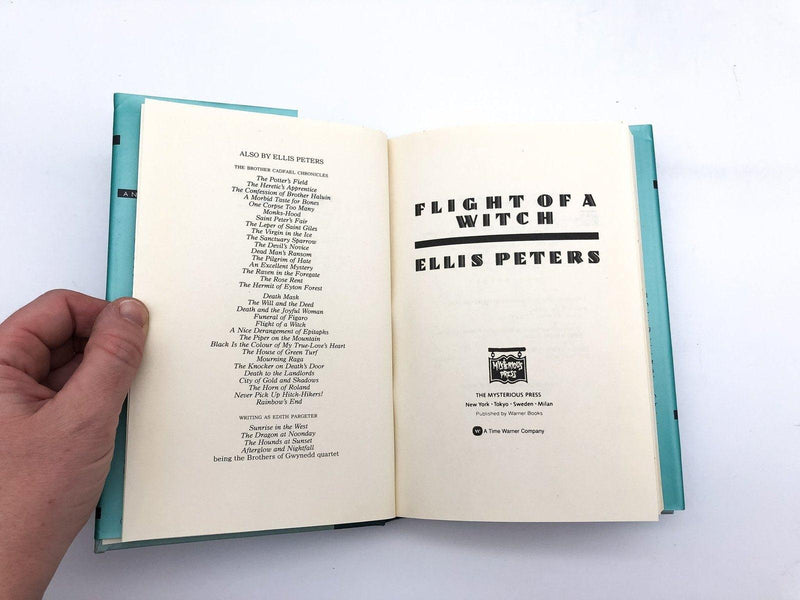 AN
ALSO BY ELLIS PETERS
THE BROTHER CADFAEL CHRONICLES
The Potter's Field
The Heretic's Apprentice
The Confession of Brother Haluin
A Morbid Taste for Bones
One Corpse Too Many
Monks-Hood
Saint Peter's Fair
The Leper of Saint Giles
The Virgin in the Ice
The Sanctuary Sparrow
The Devil's Novice
Dead Man's Ransom
The Pilgrim of Hate
An Excellent Mystery
The Raven in the Foregate
The Rose Rent
The Hermit of Eyton Forest
Death Mask
The Will and the Deed
Death and the Joyful Woman
Funeral of Figaro
Flight of a Witch
A Nice Derangement of Epitaphs
The Piper on the Mountain
Black Is the Colour of My True-Love's Heart
The House of Green Turf
Mourning Raga
The Knocker on Death's Door
Death to the Landlords
City of Gold and Shadows
The Horn of Roland
Never Pick Up Hitch-Hikers!
Rainbow's End
WRITING AS EDITH PARGETER
Sunrise in the West
The Dragon at Noonday
The Hounds at Sunset
Afterglow and Nightfall
being the Brothers of Gwynedd quartet
FLIGHT OF A
WITCH
ELLIS PETERS
MYSTERIOUS
PRESS
THE MYSTERIOUS PRESS
New York • Tokyo • Sweden • Milan
Published by Warner Books
W A Time Warner Company